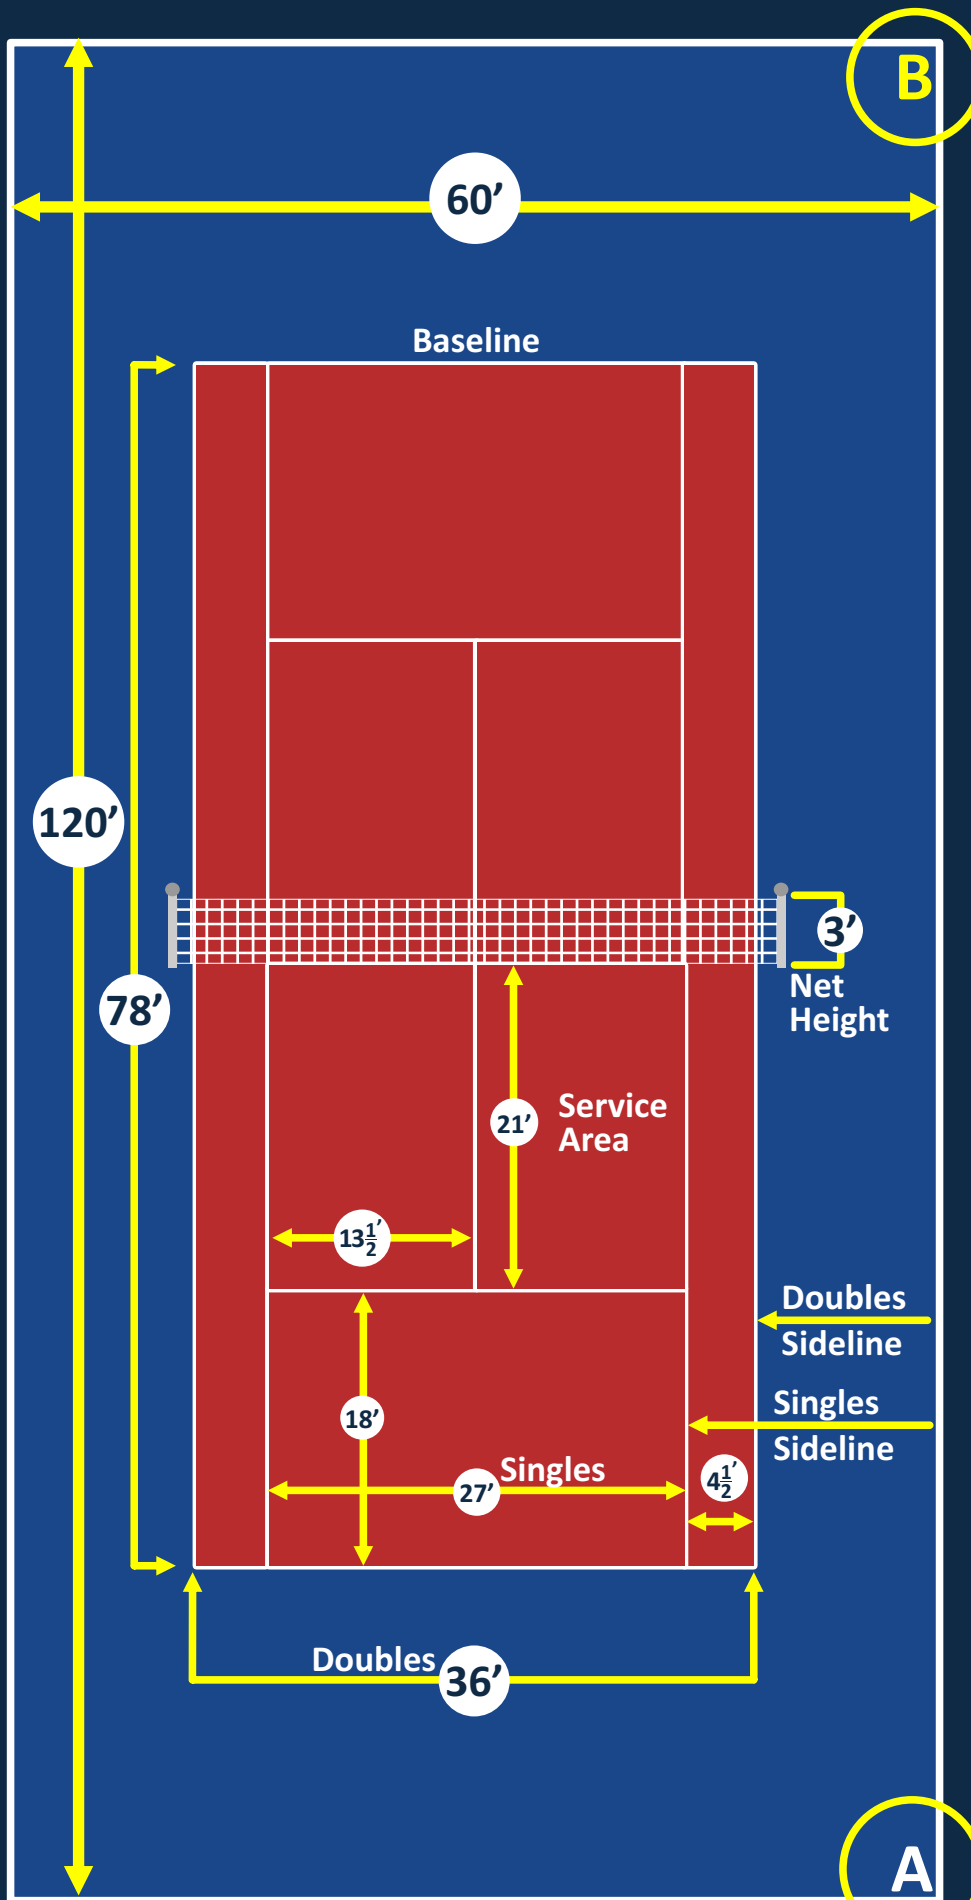 B
60’
Baseline
120’
3’
Net
Height
78’
Service
Area
21’
13½’
Doubles
Sideline
Singles
Sideline
18’
Singles
27’
4½’
Doubles
36’
A